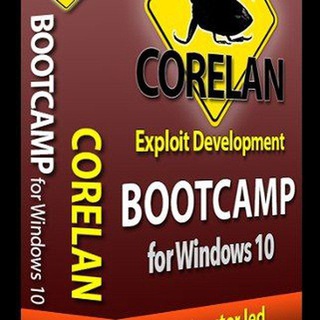 CORELAN
Exploit Development
BOOTCAMP
for Windows 10
CORELAN
BOOTCAMP for Windows 10